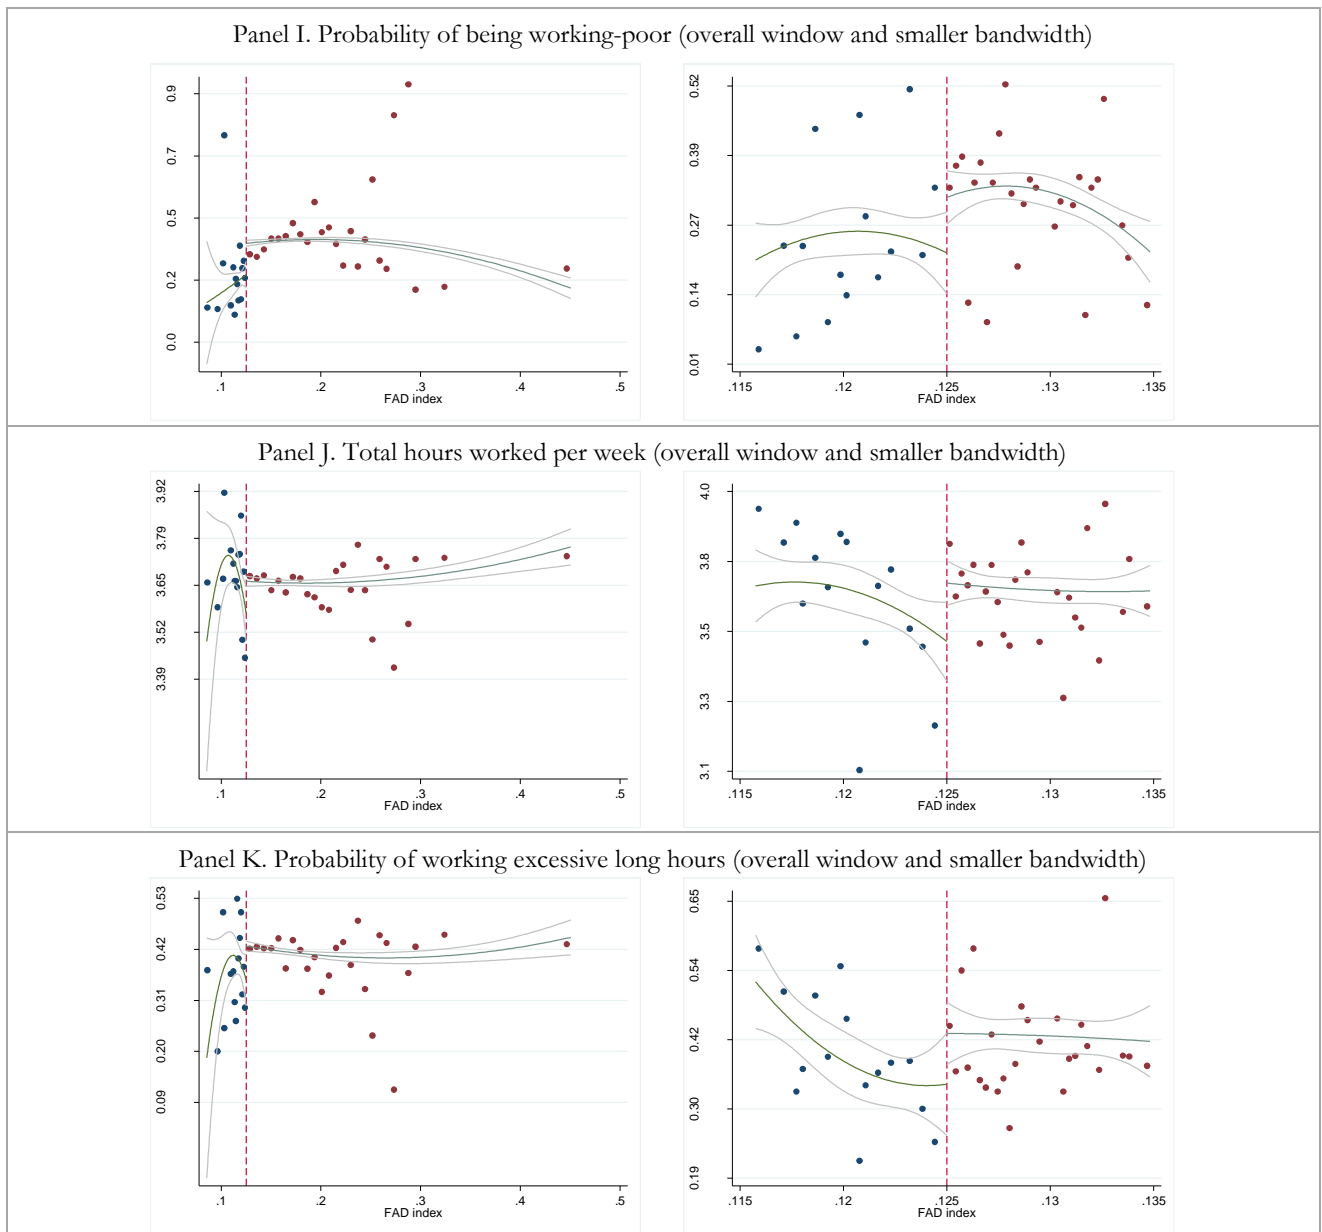 Panel I. Probability of being working-poor (overall window and smaller bandwidth)
0.9
0.7
0.5
0.2
0.0
.1 .2 .3 .4 .5
FAD index
0.52
0.39
0.27
0.14
0.01
.115 .12 .125 .13 .135
FAD index
Panel J. Total hours worked per week (overall window and smaller bandwidth)
3.92
3.79
3.65
3.52
3.39
.1 .2 .3 .4 .5
FAD index
4.0
3.8
3.5
3.3
3.1
.115 .12 .125 .13 .135
FAD index
Panel K. Probability of working excessive long hours (overall window and smaller bandwidth)
0.53
0.42
0.31
0.20
0.09
.1 .2 .3 .4 .5
FAD index
0.65
0.54
0.42
0.30
0.19
.115 .12 .125 .13 .135
FAD index